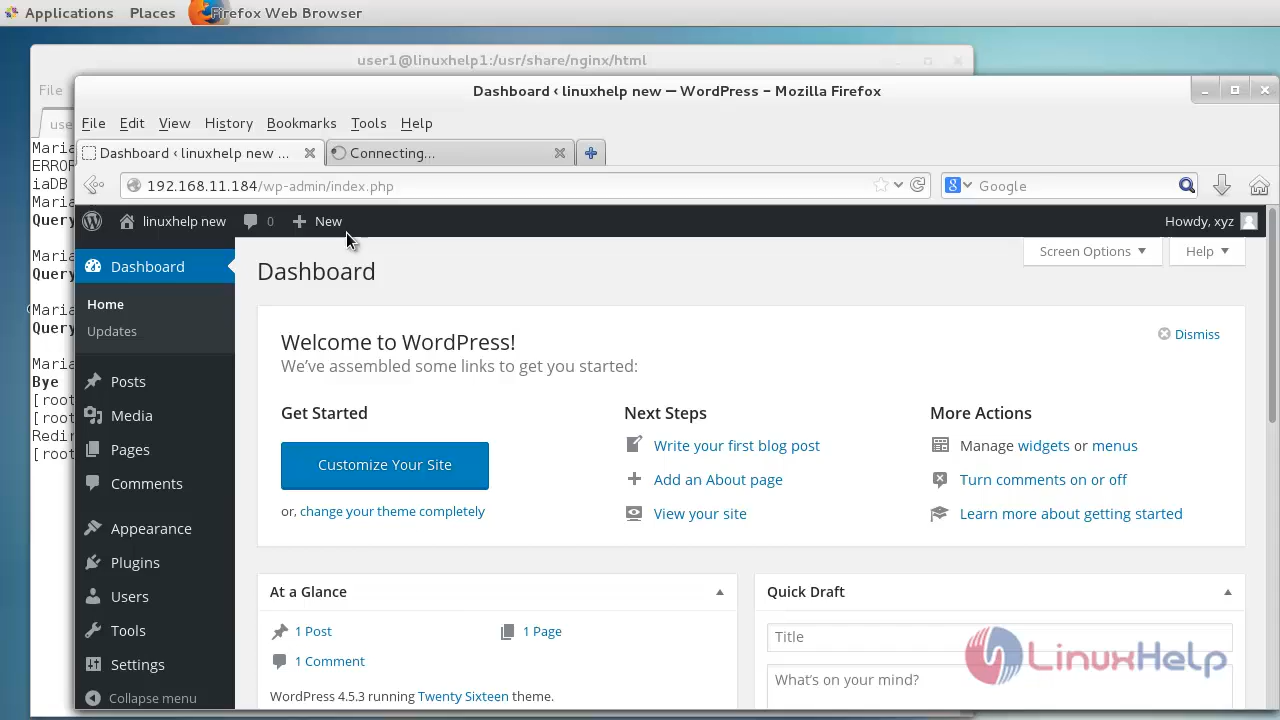 Applications Places Firefox Web Browser
user1@linuxhelp1:/usr/share/nginx/html
Dashboard ‹ linuxhelp new — WordPress - Mozilla Firefox
File
File Edit View History Bookmarks Tools Help
use
Dashboard ‹ linuxhelp new ...
Connecting...
192.168.11.184/wp-admin/index.php
Google
Maria
ERROR
iaDB
Maria
Query
Maria
Query
Maria
Query
Maria
Bye
[root
[root
Redir
[root
linuxhelp new
0
New
Howdy, xyz
Dashboard
Home
Updates
Posts
Media
Pages
Comments
Appearance
Plugins
Users
Tools
Settings
Collapse menu
Screen Options
Help
Dashboard
Welcome to WordPress!
Dismiss
We've assembled some links to get you started:
Get Started
Customize Your Site
or, change your theme completely
Next Steps
Write your first blog post
Add an About page
View your site
More Actions
Manage widgets or menus
Turn comments on or off
Learn more about getting started
At a Glance
1 Post
1 Page
1 Comment
WordPress 4.5.3 running Twenty Sixteen theme.
Quick Draft
Title
What's on your mind?
LinuxHelp